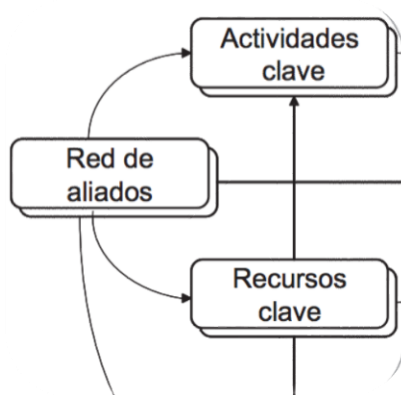 Actividades
clave
Red de
aliados
Recursos
clave